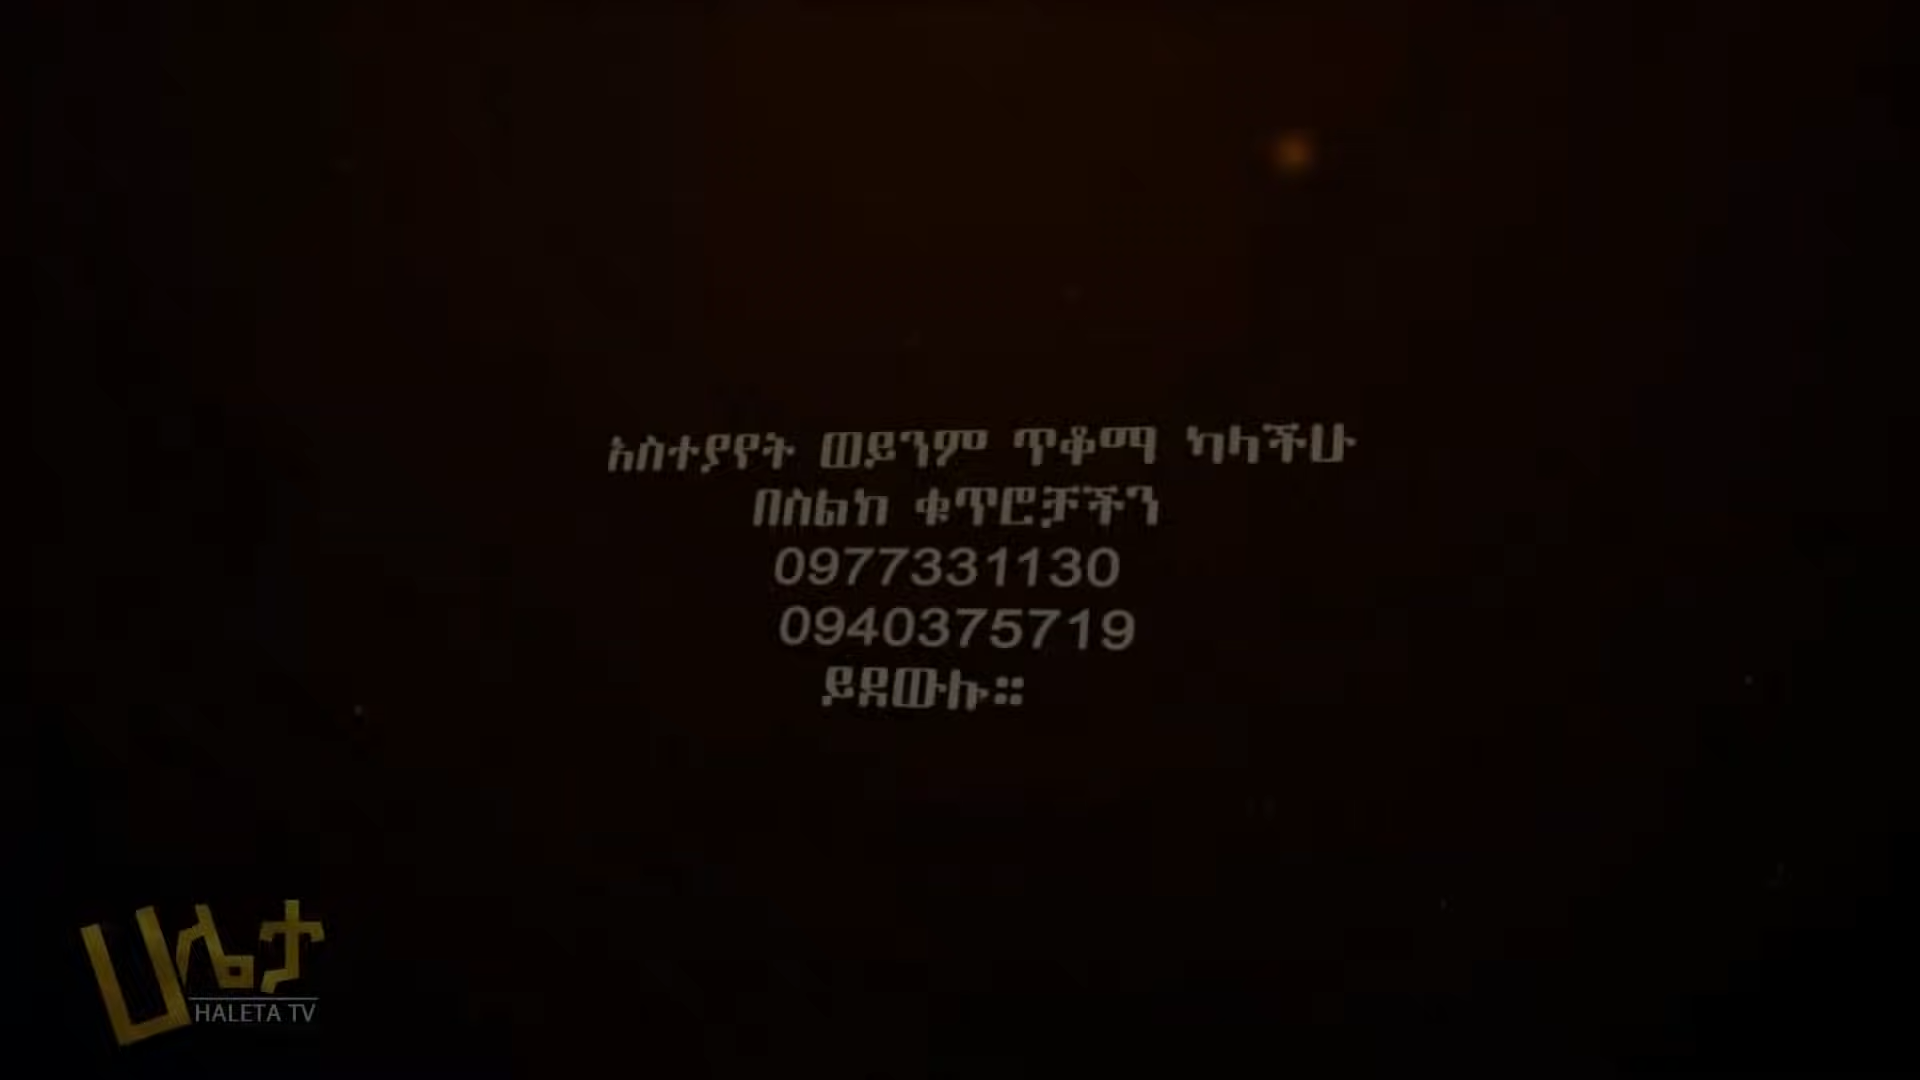 አስተያየት ወይንም ጥቆማ ካላችሁ
በስልክ ቁጥሮቻችን
0977331130
0940375719
ይደውሉ።
ሀሌታ
HALETA TV